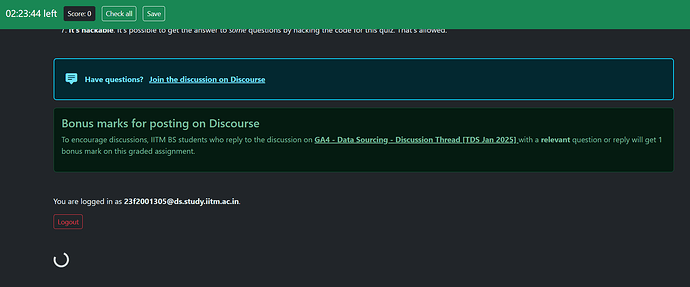 02:23:44 left Score: 0 Check all Save
7. It's hackable. It's possible to get the answer to some questions by hacking the code for this quiz. That's allowed.
Have questions? Join the discussion on Discourse
Bonus marks for posting on Discourse
To encourage discussions, IITM BS students who reply to the discussion on GA4 - Data Sourcing - Discussion Thread [TDS Jan 2025] with a relevant question or reply will get 1
bonus mark on this graded assignment.
You are logged in as 23f2001305@ds.study.iitm.ac.in.
Logout